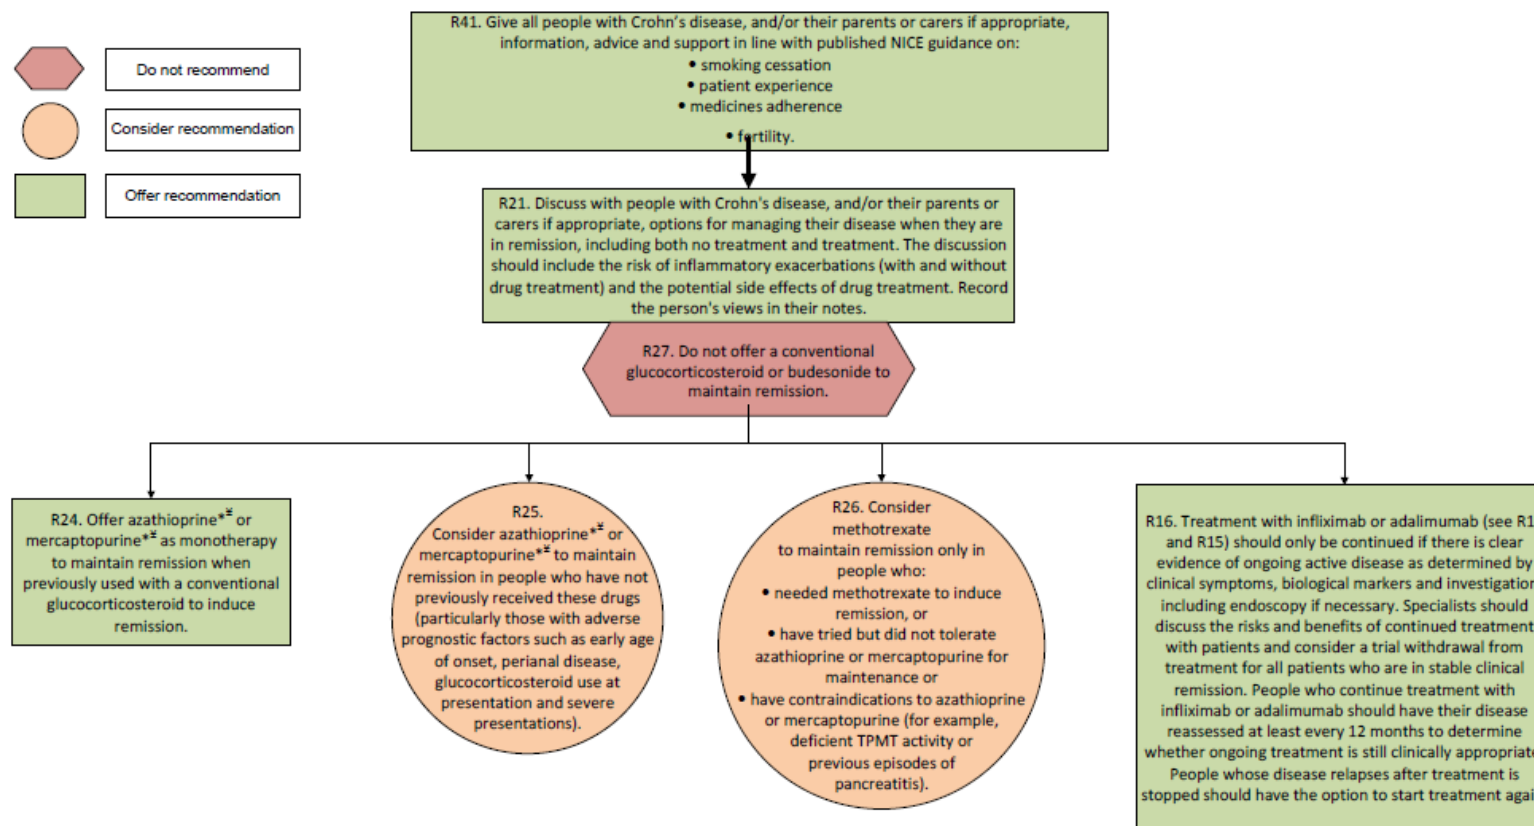 Do not recommend
Consider recommendation
Offer recommendation
R41. Give all people with Crohn's disease, and/or their parents or carers if appropriate,
information, advice and support in line with published NICE guidance on:
• smoking cessation
• patient experience
• medicines adherence
• fertility.
R21. Discuss with people with Crohn's disease, and/or their parents or
carers if appropriate, options for managing their disease when they are
in remission, including both no treatment and treatment. The discussion
should include the risk of inflammatory exacerbations (with and without
drug treatment) and the potential side effects of drug treatment. Record
the person's views in their notes.
R27. Do not offer a conventional
glucocorticosteroid or budesonide to
maintain remission.
R24. Offer azathioprine*¥ or
mercaptopurine*¥ as monotherapy
to maintain remission when
previously used with a conventional
glucocorticosteroid to induce
remission.
R25.
Consider azathioprine*¥ or
mercaptopurine*¥ to maintain
remission in people who have not
previously received these drugs
(particularly those with adverse
prognostic factors such as early age
of onset, perianal disease,
glucocorticosteroid use at
presentation and severe
presentations).
R26. Consider
methotrexate
to maintain remission only in
people who:
• needed methotrexate to induce
remission, or
• have tried but did not tolerate
azathioprine or mercaptopurine for
maintenance or
• have contraindications to azathioprine
or mercaptopurine (for example,
deficient TPMT activity or
previous episodes of
pancreatitis).
R16. Treatment with infliximab or adalimumab (see
and R15) should only be continued if there is clear
evidence of ongoing active disease as determined by
clinical symptoms, biological markers and investigation
including endoscopy if necessary. Specialists should
discuss the risks and benefits of continued treatment
with patients and consider a trial withdrawal from
treatment for all patients who are in stable clinical
remission. People who continue treatment with
infliximab or adalimumab should have their disease
reassessed at least every 12 months to determine
whether ongoing treatment is still clinically appropriate
People whose disease relapses after treatment is
stopped should have the option to start treatment